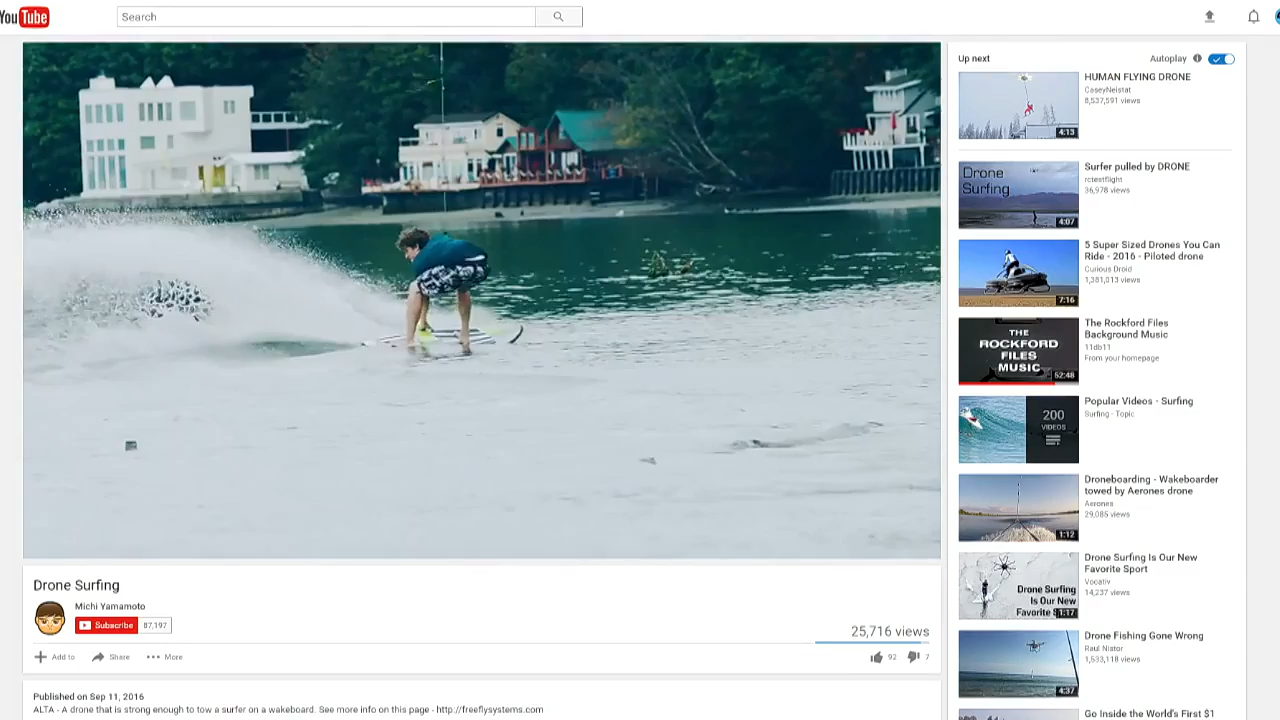 YouTube
Search
Up next
Autoplay
HUMAN FLYING DRONE
CaseyNeistat
8,537,591 views
4:13
Drone
Surfing
4:07
Surfer pulled by DRONE
rctestflight
36,978 views
7:16
5 Super Sized Drones You Can
Ride - 2016 - Piloted drone
Curious Droid
1,381,013 views
THE
ROCKFORD
FILES
MUSIC
52:48
The Rockford Files
Background Music
11db11
From your homepage
200
VIDEOS
Popular Videos - Surfing
Surfing - Topic
1:12
Droneboarding - Wakeboarder
towed by Aerones drone
Aerones
29,085 views
Drone Surfing
Is Our New
Favorite
1:17
Drone Surfing Is Our New
Favorite Sport
Vocativ
14,237 views
4:37
Drone Fishing Gone Wrong
Raul Nistor
1,533,118 views
Go Inside the World's First $1
Drone Surfing
Michi Yamamoto
Subscribe 87,197
25,716 views
Add to Share More
92 7
Published on Sep 11, 2016
ALTA - A drone that is strong enough to tow a surfer on a wakeboard. See more info on this page - http://freeflysystems.com